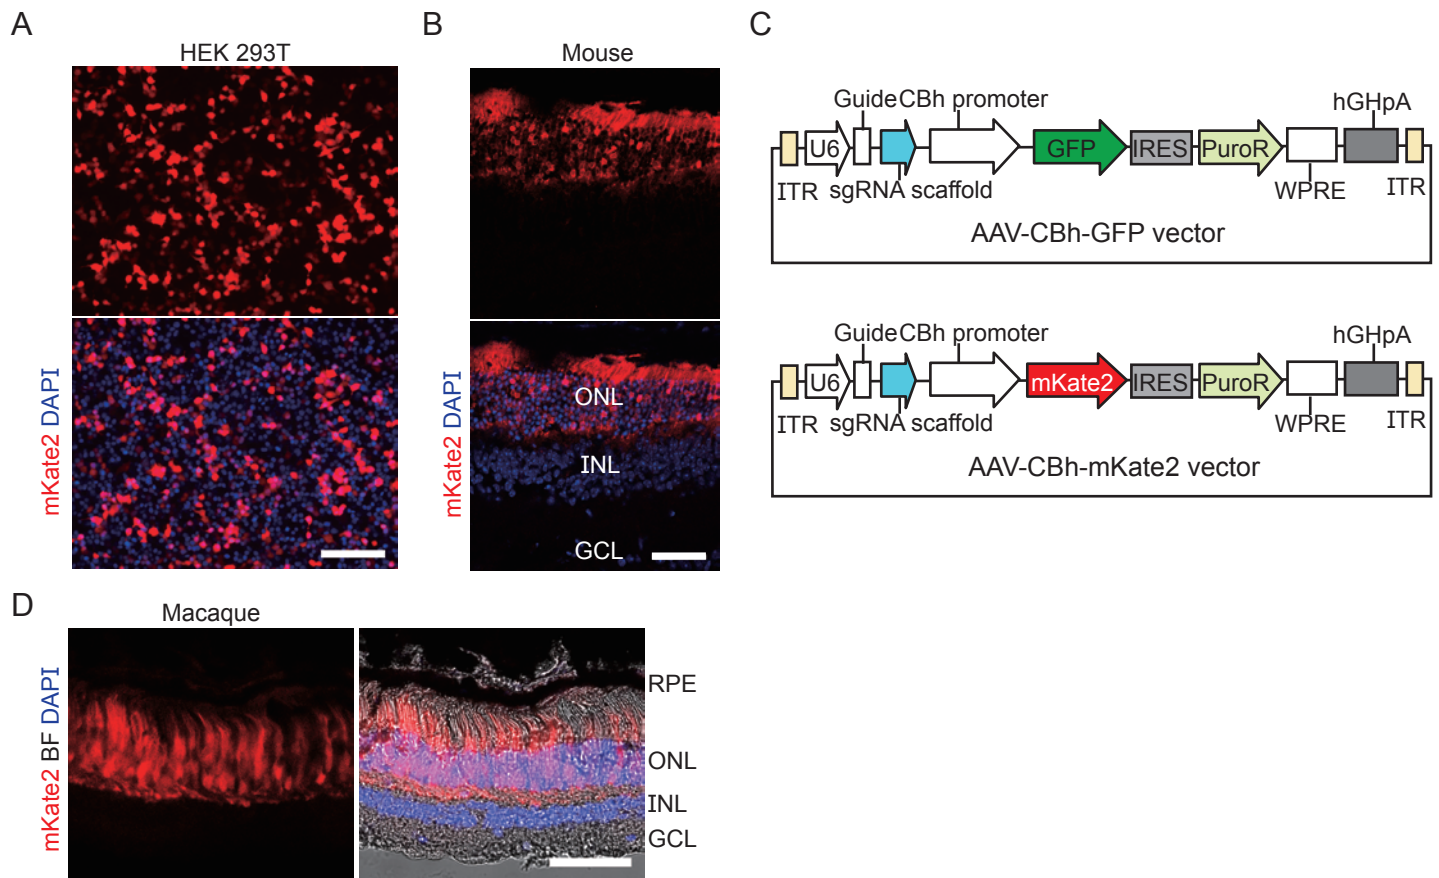 A
HEK 293T
mKate2 DAPI
B
Mouse
mKate2 DAPI
ONL
INL
GCL
C
Guide CBh promoter hGHpA
U6 GFP IRES PuroR
ITR sgRNA scaffold WPRE ITR
AAV-CBh-GFP vector
Guide CBh promoter hGHpA
U6 mKate2 IRES PuroR
ITR sgRNA scaffold WPRE ITR
AAV-CBh-mKate2 vector
D
Macaque
mKate2 BF DAPI
RPE
ONL
INL
GCL